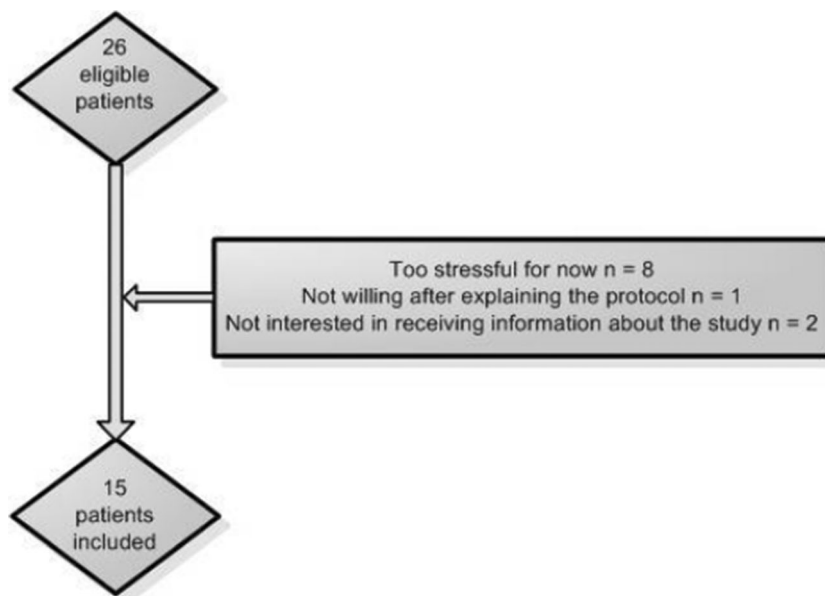 26
eligible
patients
Too stressful for now n = 8
Not willing after explaining the protocol n = 1
Not interested in receiving information about the study n = 2
15
patients
included